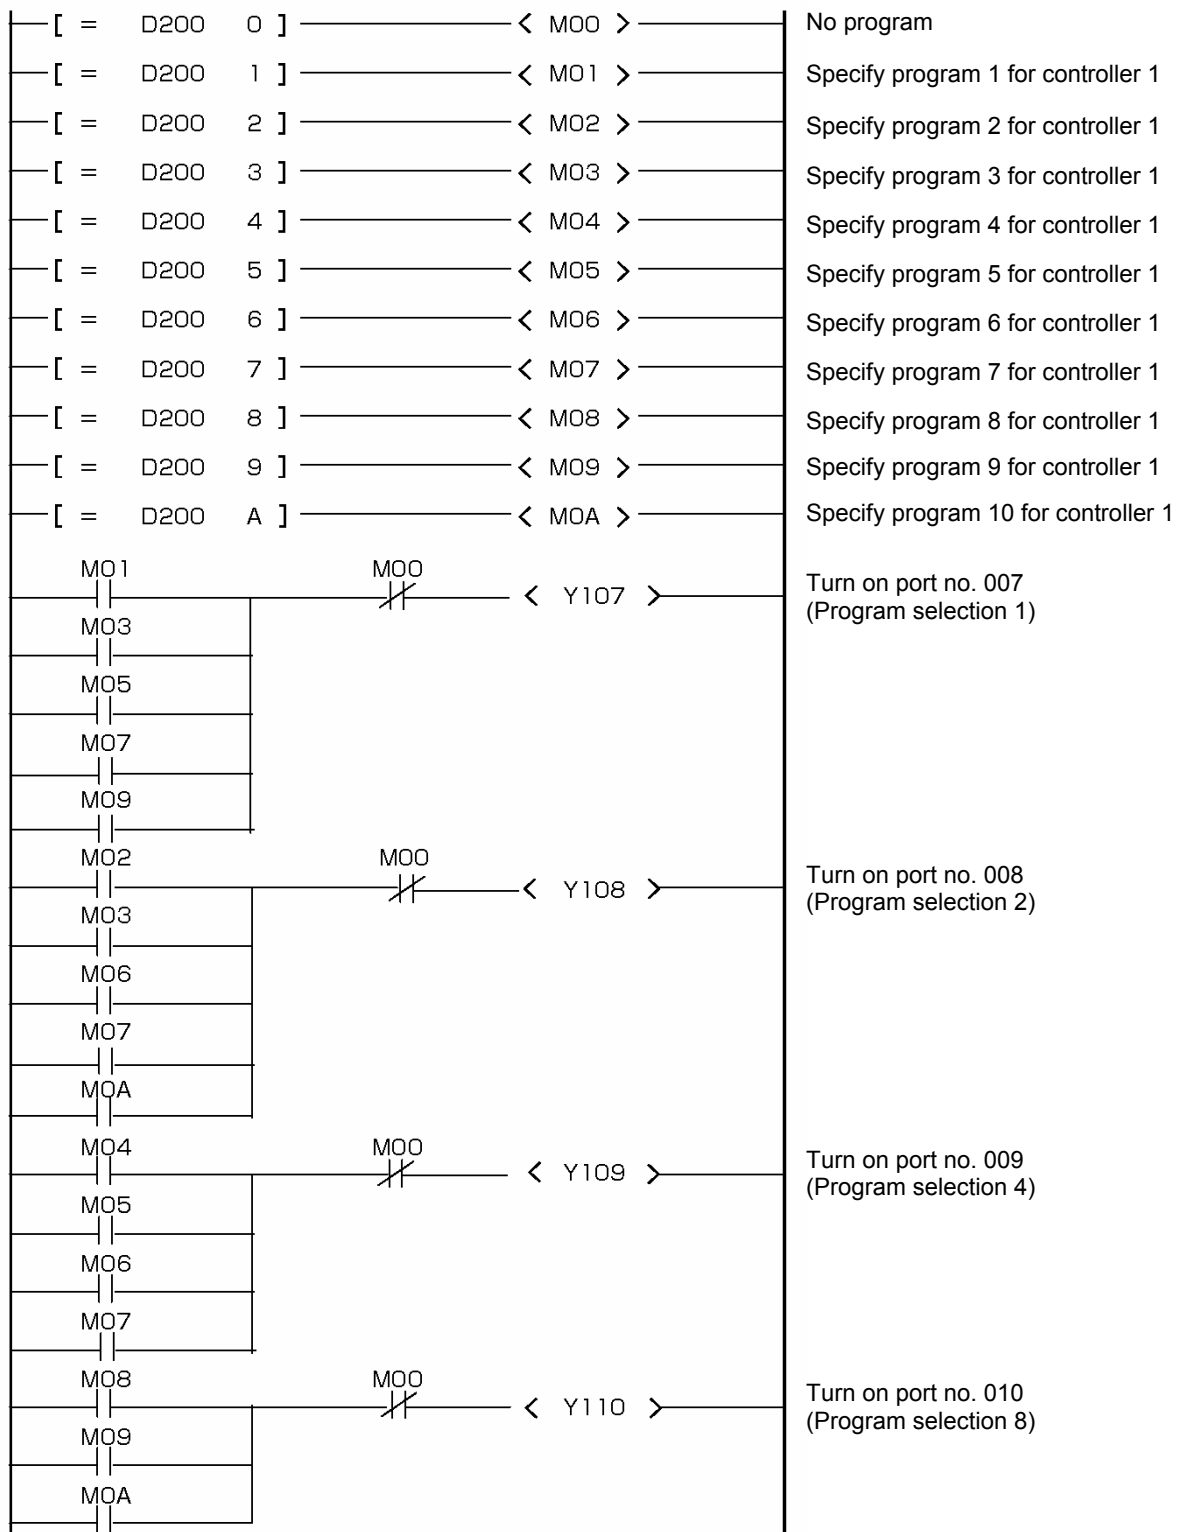 [ = D200 0 ] < M00 > No program
[ = D200 1 ] < M01 > Specify program 1 for controller 1
[ = D200 2 ] < M02 > Specify program 2 for controller 1
[ = D200 3 ] < M03 > Specify program 3 for controller 1
[ = D200 4 ] < M04 > Specify program 4 for controller 1
[ = D200 5 ] < M05 > Specify program 5 for controller 1
[ = D200 6 ] < M06 > Specify program 6 for controller 1
[ = D200 7 ] < M07 > Specify program 7 for controller 1
[ = D200 8 ] < M08 > Specify program 8 for controller 1
[ = D200 9 ] < M09 > Specify program 9 for controller 1
[ = D200 A ] < M0A > Specify program 10 for controller 1
M01 M00
< Y107 > Turn on port no. 007
(Program selection 1)
M03
M05
M07
M09
M02 M00
< Y108 > Turn on port no. 008
(Program selection 2)
M03
M06
M07
M0A
M04 M00
< Y109 > Turn on port no. 009
(Program selection 4)
M05
M06
M07
M08 M00
< Y110 > Turn on port no. 010
(Program selection 8)
M09
M0A